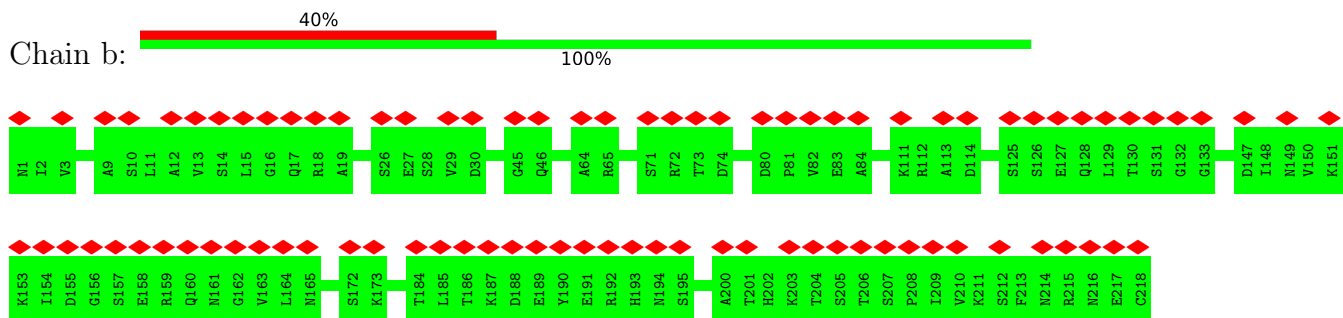 40%
Chain b:
100%
N1 I2 V3 A9 S10 L11 A12 V13 S14 L15 G16 Q17 R18 A19 S26 E27 S28 V29 D30 G45 Q46 A64 R65 S71 R72 T73 D74 D80 P81 V82 E83 A84 K111 R112 A113 D114 S125 S126 E127 Q128 L129 T130 S131 G132 G133 D147 I148 N149 V150 K151
K153 I154 D155 G156 S157 E158 R159 Q160 N161 G162 V163 L164 N165 S172 K173 T184 L185 T186 K187 D188 E189 Y190 E191 R192 H193 N194 S195 A200 T201 H202 K203 T204 S205 T206 S207 P208 I209 V210 K211 S212 F213 N214 R215 N216 E217 C218